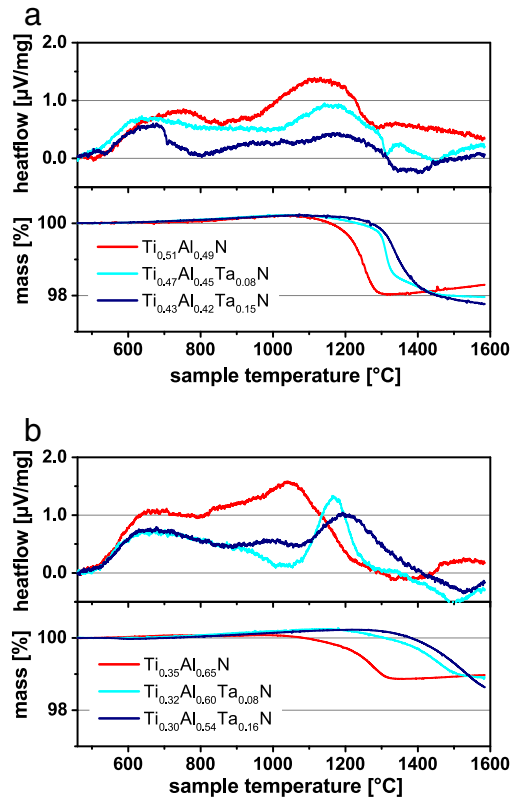 a
heatflow [µV/mg]
2.0
1.0
0.0
mass [%]
100
98
Ti0.51Al0.49N
Ti0.47Al0.45Ta0.08N
Ti0.43Al0.42Ta0.15N
600 800 1000 1200 1400 1600
sample temperature [°C]
b
heatflow [µV/mg]
2.0
1.0
0.0
mass [%]
100
98
Ti0.35Al0.65N
Ti0.32Al0.60Ta0.08N
Ti0.30Al0.54Ta0.16N
600 800 1000 1200 1400 1600
sample temperature [°C]